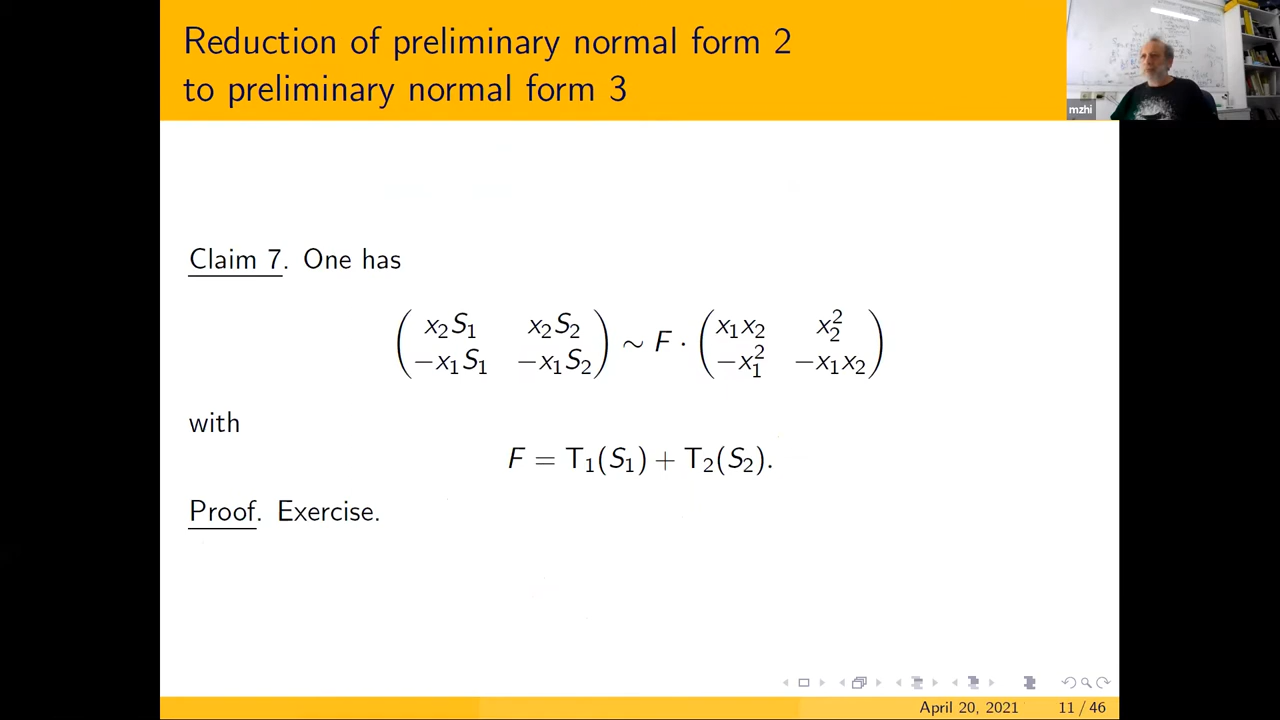 Reduction of preliminary normal form 2
to preliminary normal form 3
mzhi
Claim 7. One has
( x₂S₁ x₂S₂ ; −x₁S₁ −x₁S₂ ) ∼ F · ( x₁x₂ x₂² ; −x₁² −x₁x₂ )
with
F = T₁(S₁) + T₂(S₂).
Proof. Exercise.
April 20, 2021 11 / 46